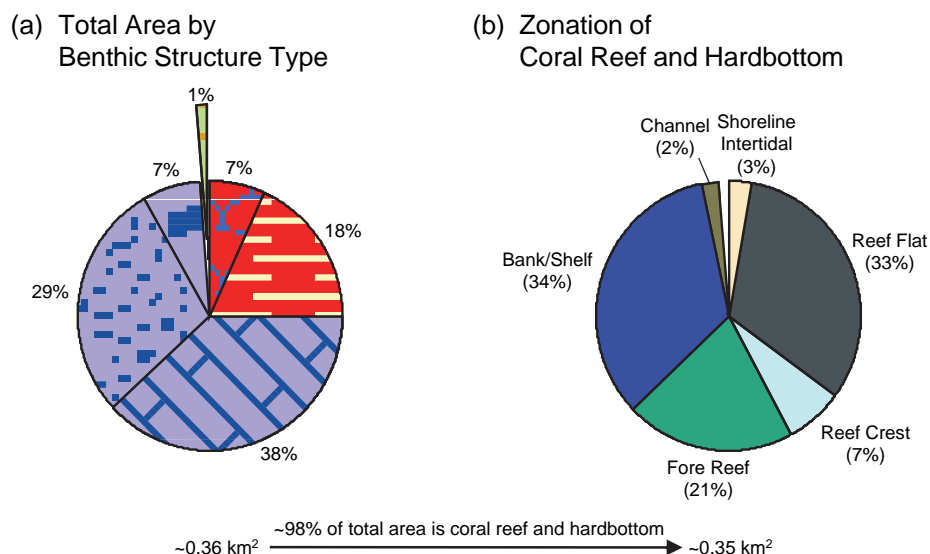 (a) Total Area by
Benthic Structure Type
1%
7%
7%
18%
29%
38%
(b) Zonation of
Coral Reef and Hardbottom
Channel
(2%)
Shoreline
Intertidal
(3%)
Reef Flat
(33%)
Bank/Shelf
(34%)
Reef Crest
(7%)
Fore Reef
(21%)
~98% of total area is coral reef and hardbottom
~0.36 km²
~0.35 km²